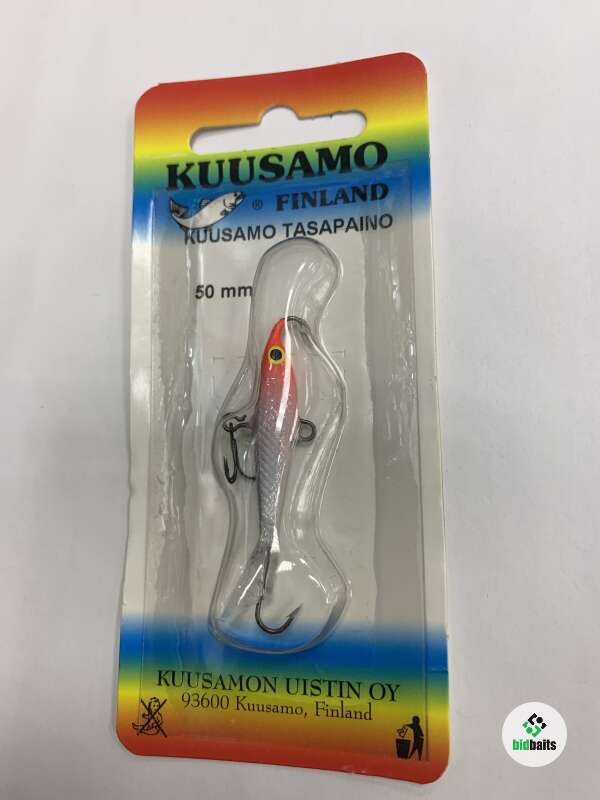 KUUSAMO
® FINLAND
KUUSAMO TASAPAINO
50 mm
KUUSAMON UISTIN OY
93600 Kuusamo, Finland
bidbaits